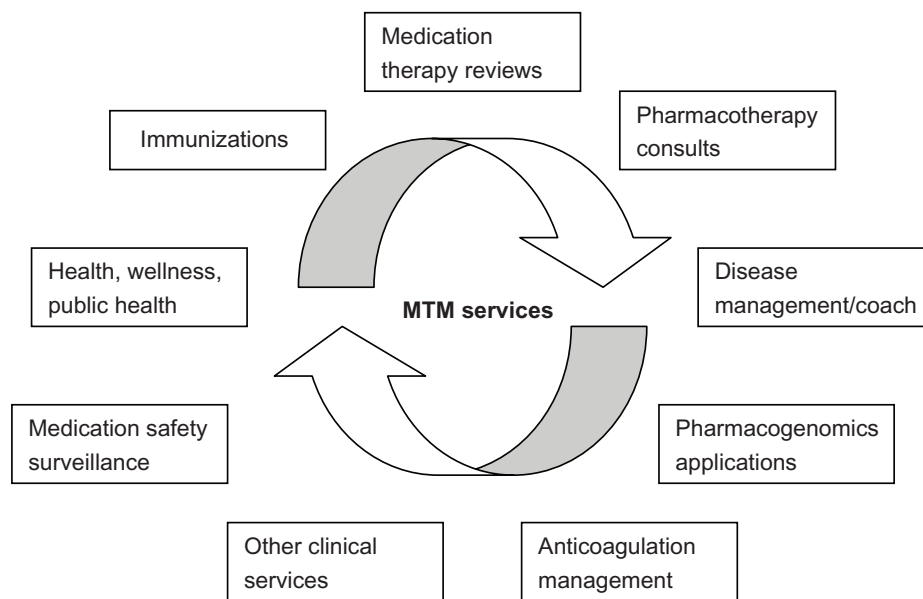 Medication
therapy reviews
Immunizations
Pharmacotherapy
consults
Health, wellness,
public health
MTM services
Disease
management/coach
Medication safety
surveillance
Pharmacogenomics
applications
Other clinical
services
Anticoagulation
management